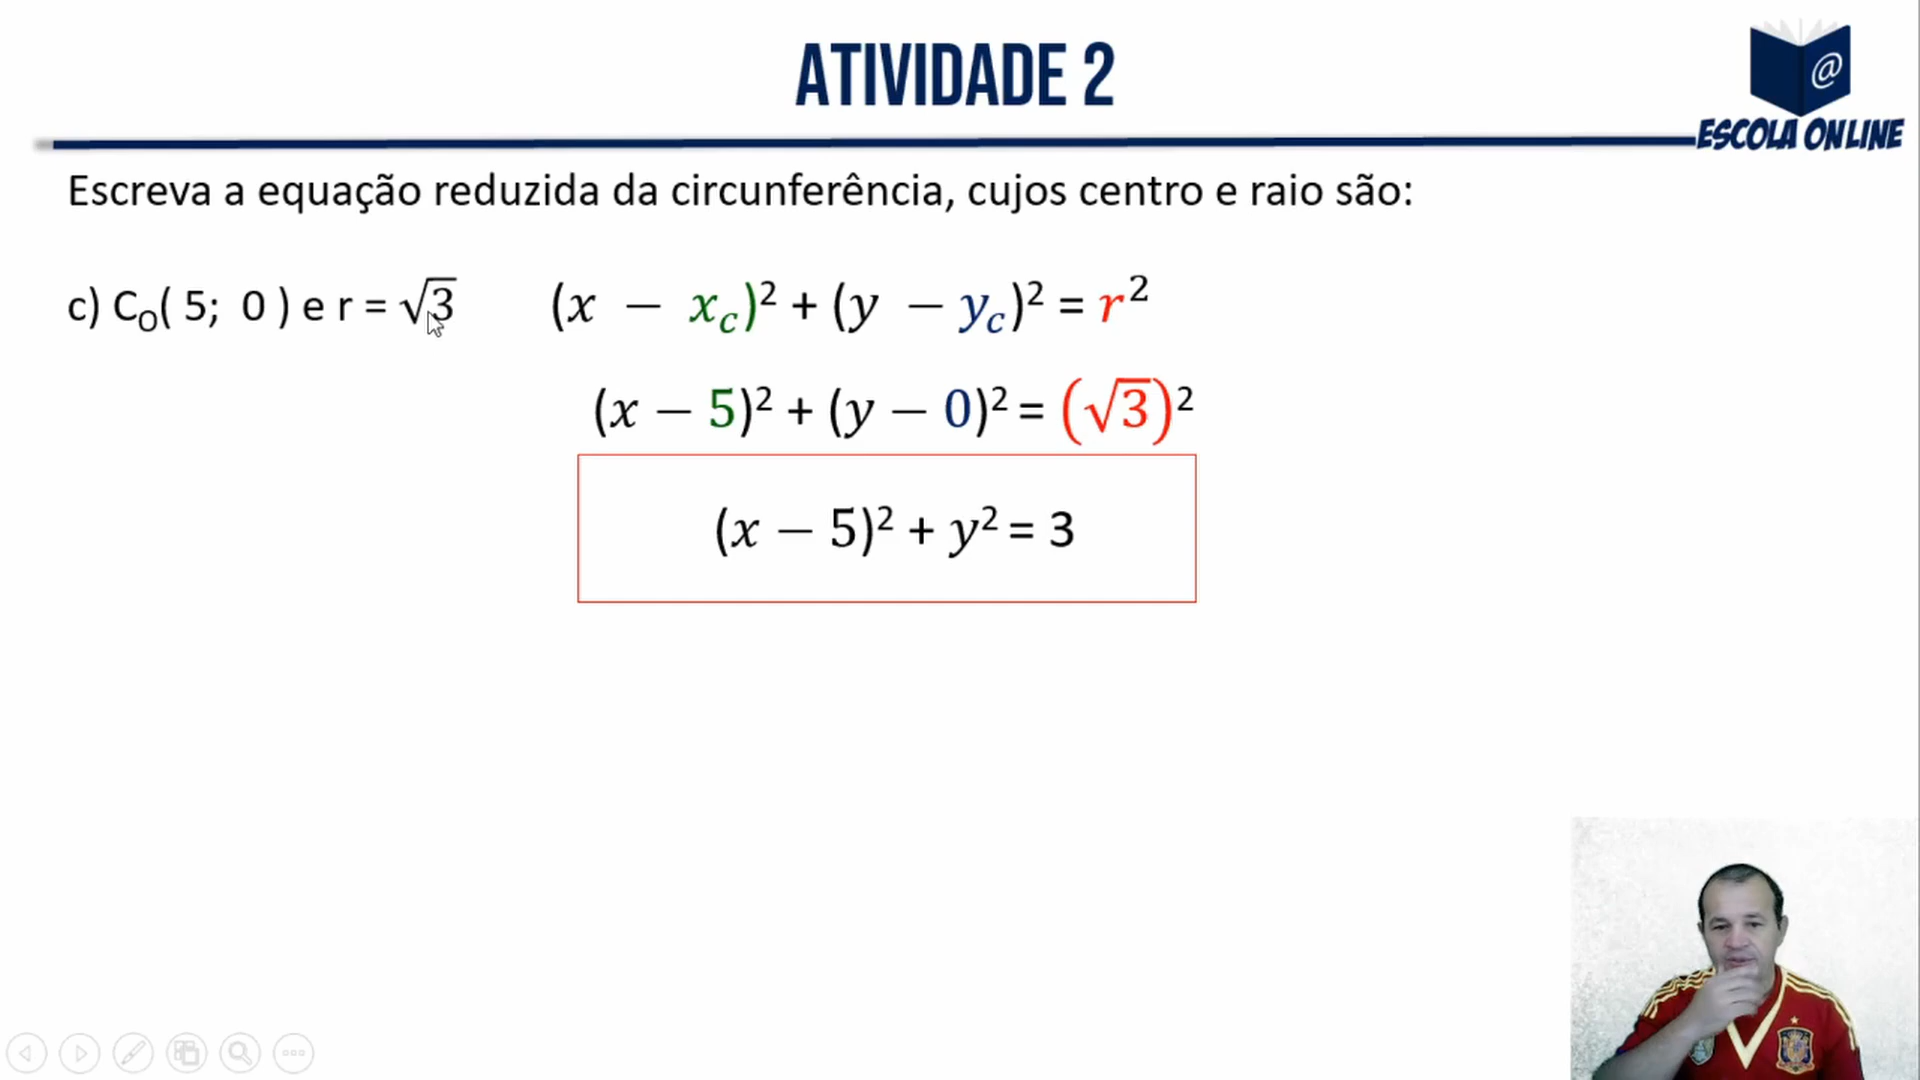 ATIVIDADE 2
@
ESCOLA ONLINE
Escreva a equação reduzida da circunferência, cujos centro e raio são:
c) C₀( 5; 0 ) e r = √3
(x − x_c)² + (y − y_c)² = r²
(x − 5)² + (y − 0)² = (√3)²
(x − 5)² + y² = 3